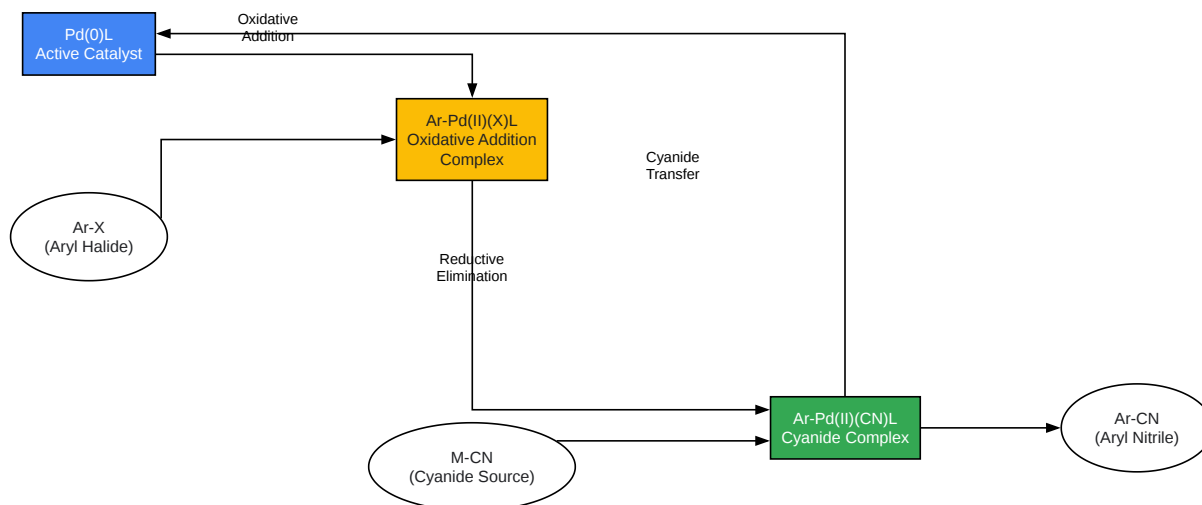 Oxidative
Addition
Pd(0)L
Active Catalyst
Ar-Pd(II)(X)L
Oxidative Addition
Complex
Cyanide
Transfer
Ar-X
(Aryl Halide)
Reductive
Elimination
Ar-Pd(II)(CN)L
Cyanide Complex
Ar-CN
(Aryl Nitrile)
M-CN
(Cyanide Source)